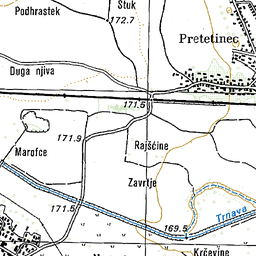 Podhrastek
Stuk
172.7
Pretetinec
Duga njiva
171.5
171.9
Rajšćine
Marofce
Zavrtje
171.5
Trnava
169.5
Krčevine